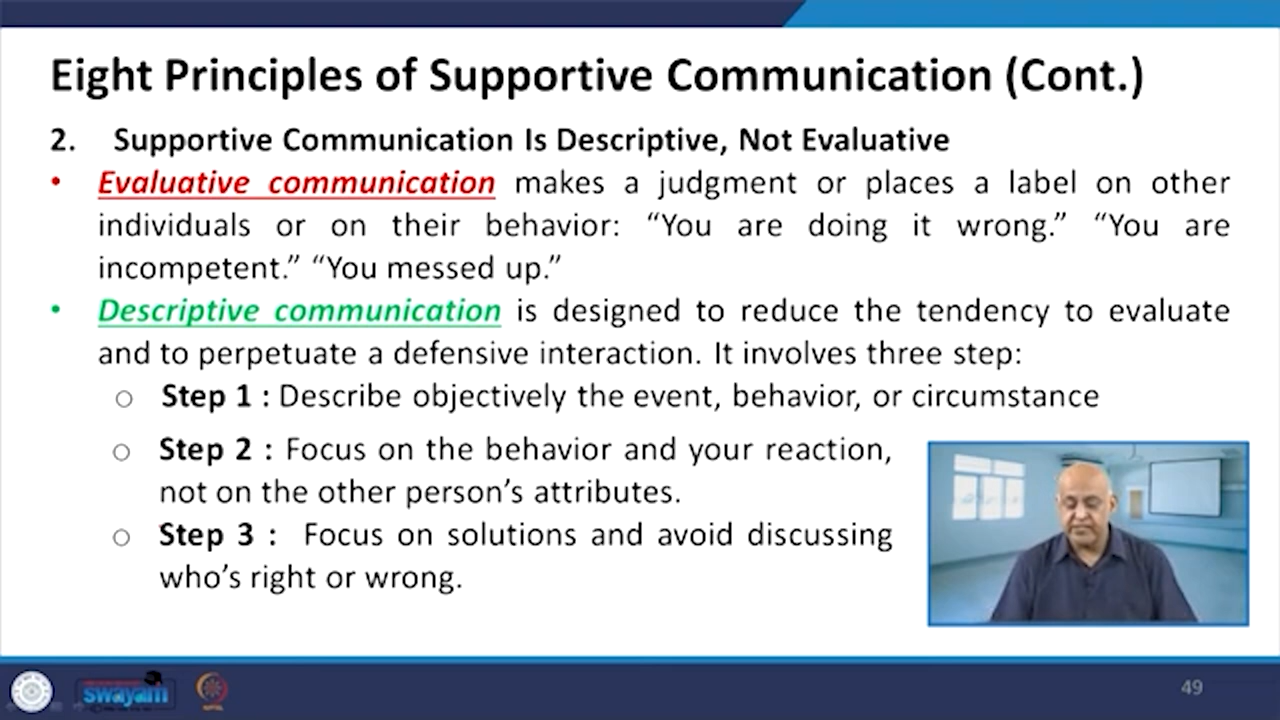 Eight Principles of Supportive Communication (Cont.)
2. Supportive Communication Is Descriptive, Not Evaluative
• Evaluative communication makes a judgment or places a label on other
individuals or on their behavior: “You are doing it wrong.” “You are
incompetent.” “You messed up.”
• Descriptive communication is designed to reduce the tendency to evaluate
and to perpetuate a defensive interaction. It involves three step:
○ Step 1 : Describe objectively the event, behavior, or circumstance
○ Step 2 : Focus on the behavior and your reaction,
not on the other person’s attributes.
○ Step 3 : Focus on solutions and avoid discussing
who’s right or wrong.
swayam
49